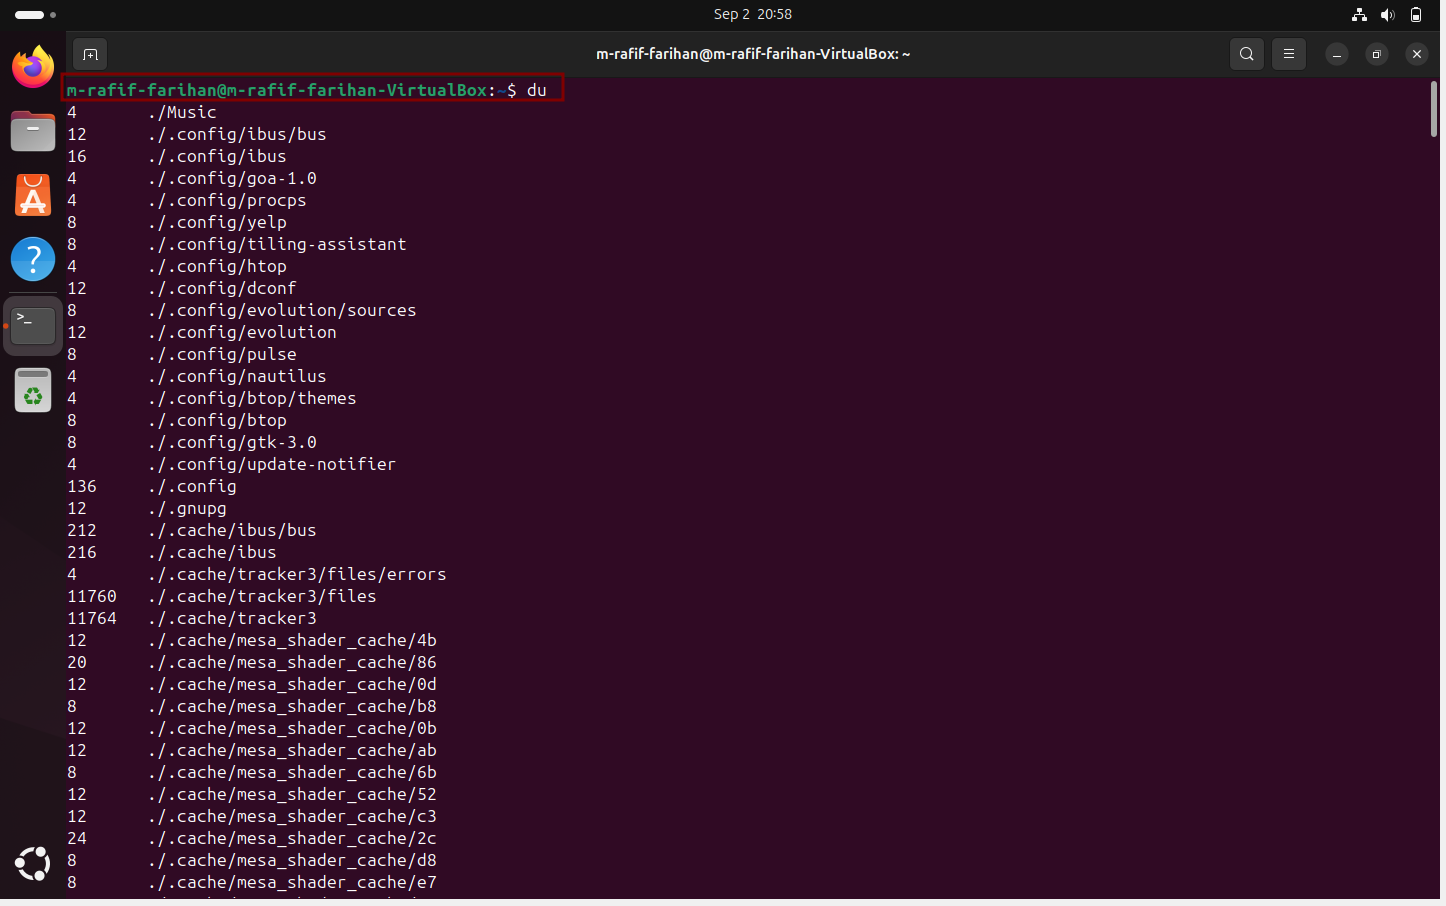 Sep 2 20:58
m-rafif-farihan@m-rafif-farihan-VirtualBox: ~
m-rafif-farihan@m-rafif-farihan-VirtualBox:~$ du
4 ./Music
12 ./.config/ibus/bus
16 ./.config/ibus
4 ./.config/goa-1.0
4 ./.config/procps
8 ./.config/yelp
8 ./.config/tiling-assistant
4 ./.config/htop
12 ./.config/dconf
8 ./.config/evolution/sources
12 ./.config/evolution
8 ./.config/pulse
4 ./.config/nautilus
4 ./.config/btop/themes
8 ./.config/btop
8 ./.config/gtk-3.0
4 ./.config/update-notifier
136 ./.config
12 ./.gnupg
212 ./.cache/ibus/bus
216 ./.cache/ibus
4 ./.cache/tracker3/files/errors
11760 ./.cache/tracker3/files
11764 ./.cache/tracker3
12 ./.cache/mesa_shader_cache/4b
20 ./.cache/mesa_shader_cache/86
12 ./.cache/mesa_shader_cache/0d
8 ./.cache/mesa_shader_cache/b8
12 ./.cache/mesa_shader_cache/0b
12 ./.cache/mesa_shader_cache/ab
8 ./.cache/mesa_shader_cache/6b
12 ./.cache/mesa_shader_cache/52
12 ./.cache/mesa_shader_cache/c3
24 ./.cache/mesa_shader_cache/2c
8 ./.cache/mesa_shader_cache/d8
8 ./.cache/mesa_shader_cache/e7